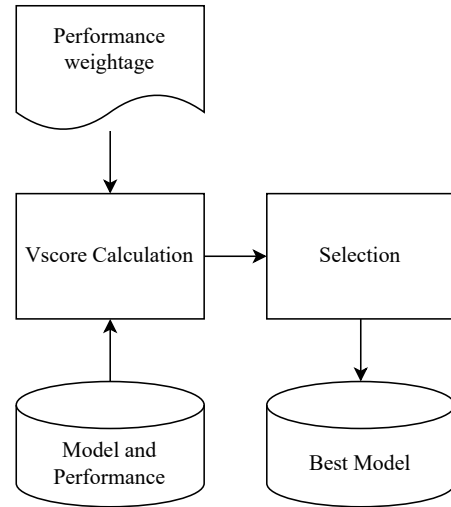 Performance
weightage
Vscore Calculation
Selection
Model and
Performance
Best Model